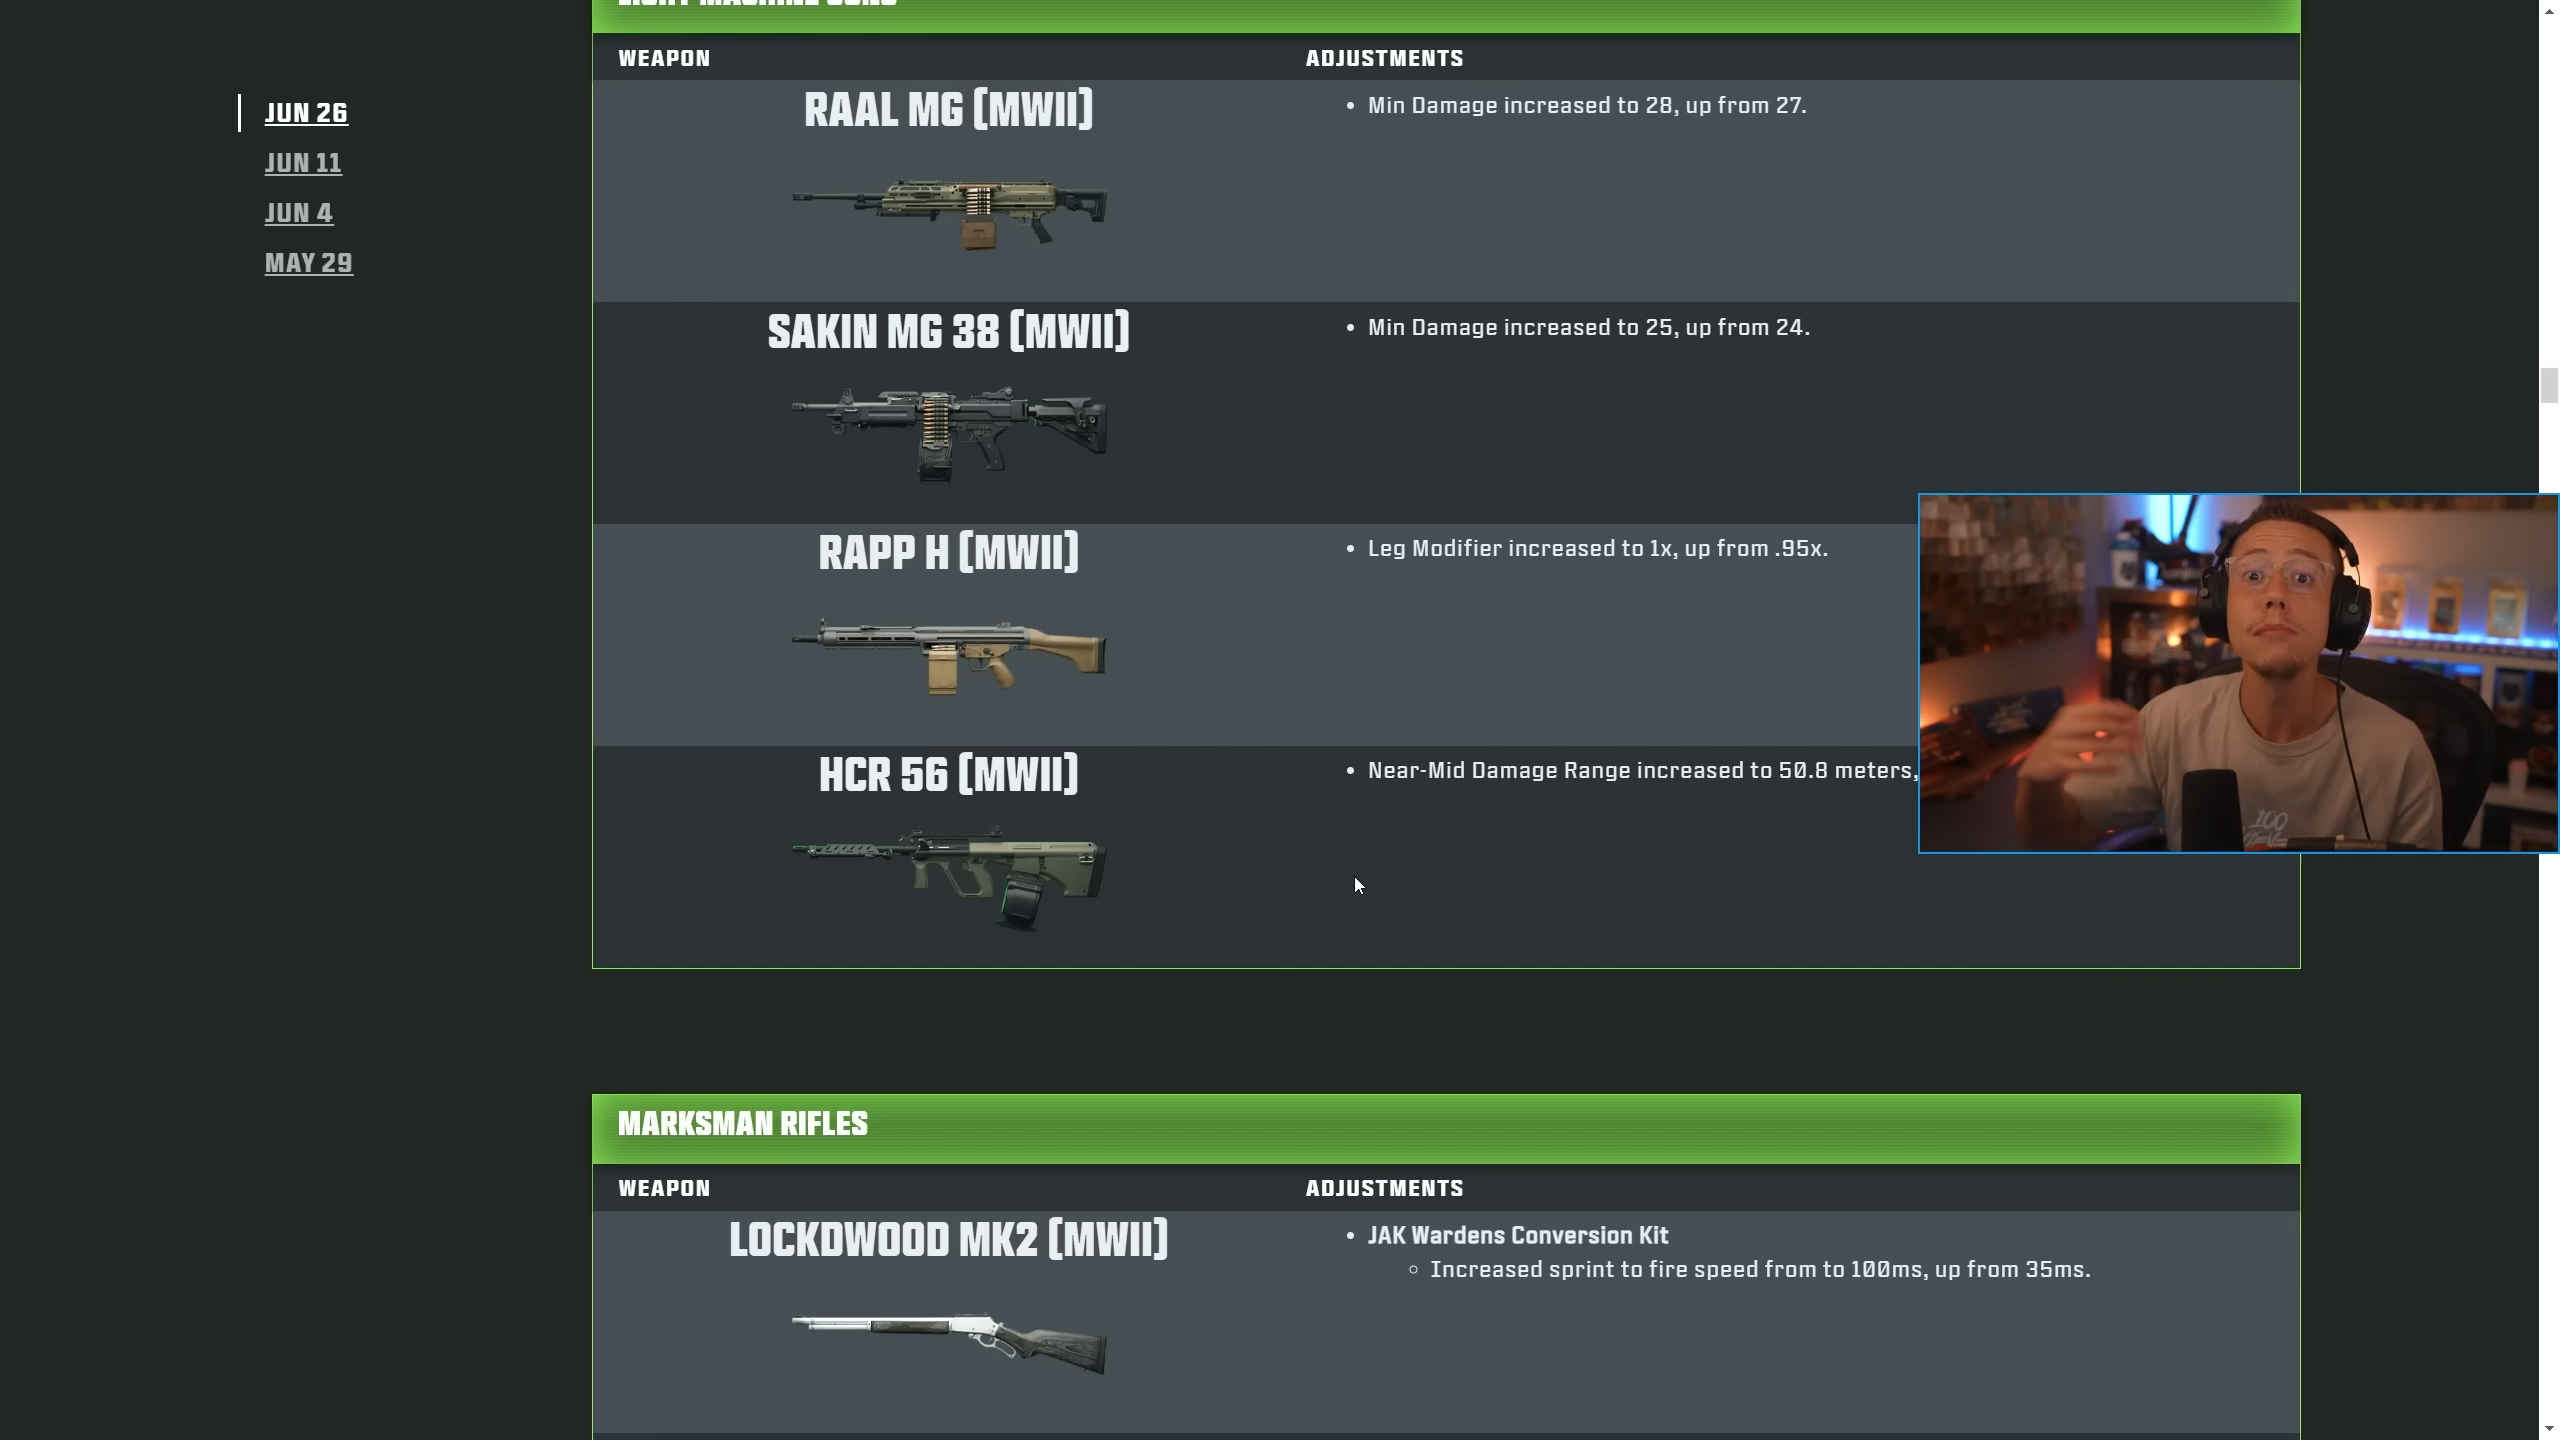 LIGHT MACHINE GUNS
WEAPON
ADJUSTMENTS
JUN 26
JUN 11
JUN 4
MAY 29
RAAL MG (MWII)
• Min Damage increased to 28, up from 27.
SAKIN MG 38 (MWII)
• Min Damage increased to 25, up from 24.
RAPP H (MWII)
• Leg Modifier increased to 1x, up from .95x.
HCR 56 (MWII)
• Near-Mid Damage Range increased to 50.8 meters,
100
MARKSMAN RIFLES
WEAPON
ADJUSTMENTS
LOCKDWOOD MK2 (MWII)
• JAK Wardens Conversion Kit
◦ Increased sprint to fire speed from to 100ms, up from 35ms.